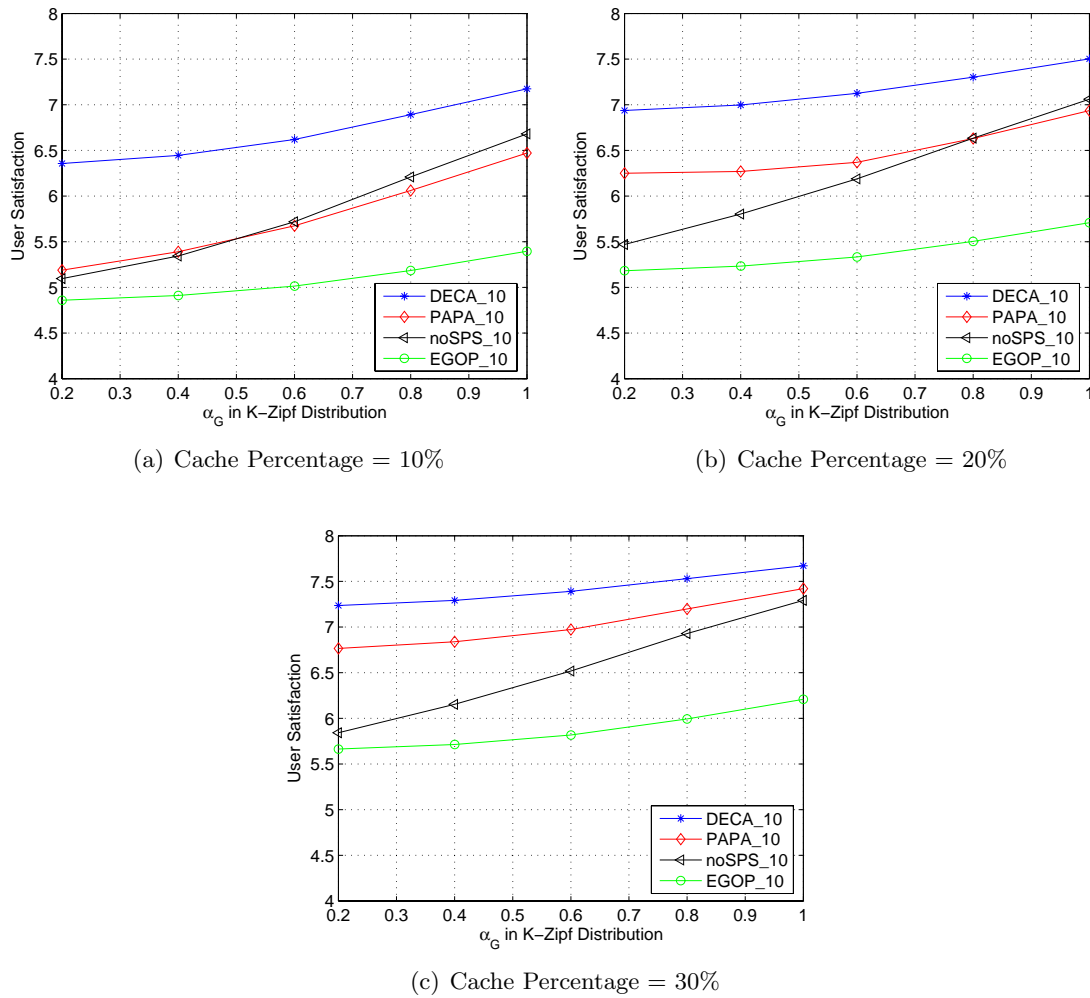 8
7.5
7
6.5
6
5.5
5
4.5
4
User Satisfaction
0.2 0.3 0.4 0.5 0.6 0.7 0.8 0.9 1
α_G in K−Zipf Distribution
DECA_10
PAPA_10
noSPS_10
EGOP_10
(a) Cache Percentage = 10%
8
7.5
7
6.5
6
5.5
5
4.5
4
User Satisfaction
0.2 0.3 0.4 0.5 0.6 0.7 0.8 0.9 1
α_G in K−Zipf Distribution
DECA_10
PAPA_10
noSPS_10
EGOP_10
(b) Cache Percentage = 20%
8
7.5
7
6.5
6
5.5
5
4.5
4
User Satisfaction
0.2 0.3 0.4 0.5 0.6 0.7 0.8 0.9 1
α_G in K−Zipf Distribution
DECA_10
PAPA_10
noSPS_10
EGOP_10
(c) Cache Percentage = 30%